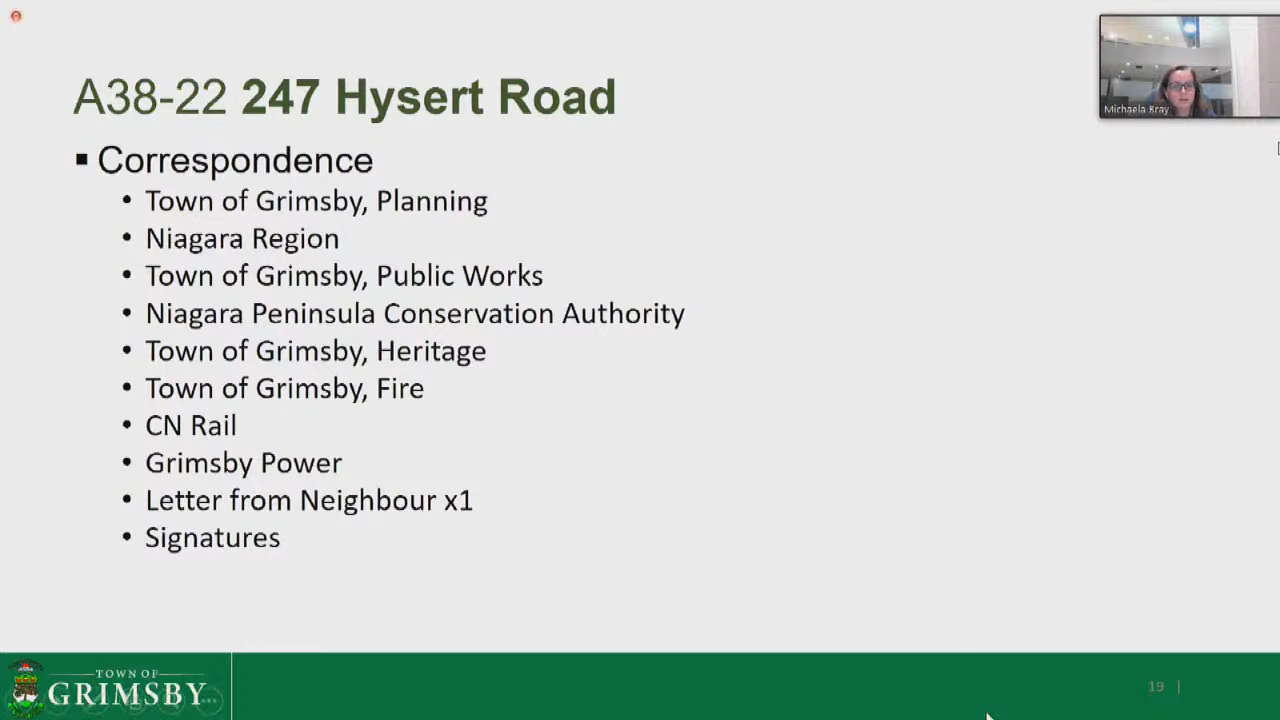 A38-22 247 Hysert Road
Michaela Bray
Correspondence
Town of Grimsby, Planning
Niagara Region
Town of Grimsby, Public Works
Niagara Peninsula Conservation Authority
Town of Grimsby, Heritage
Town of Grimsby, Fire
CN Rail
Grimsby Power
Letter from Neighbour x1
Signatures
TOWN OF
GRIMSBY
19 |